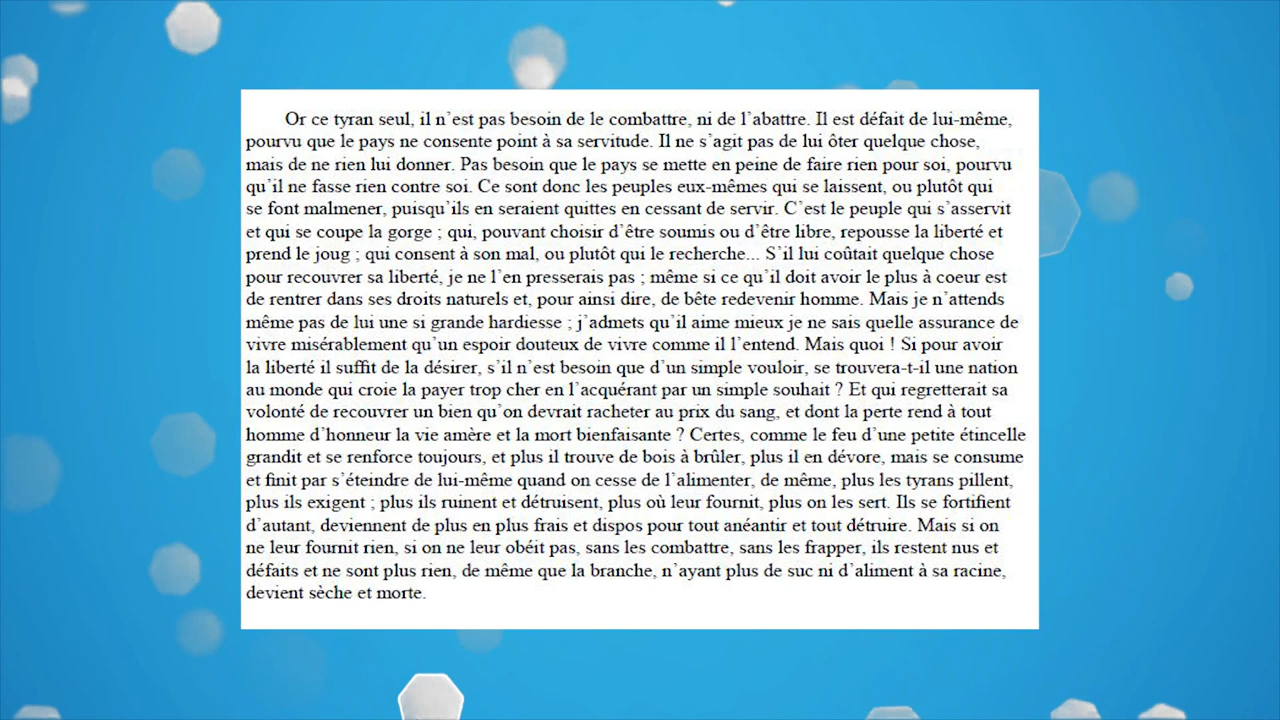 Or ce tyran seul, il n’est pas besoin de le combattre, ni de l’abattre. Il est défait de lui-même,
pourvu que le pays ne consente point à sa servitude. Il ne s’agit pas de lui ôter quelque chose,
mais de ne rien lui donner. Pas besoin que le pays se mette en peine de faire rien pour soi, pourvu
qu’il ne fasse rien contre soi. Ce sont donc les peuples eux-mêmes qui se laissent, ou plutôt qui
se font malmener, puisqu’ils en seraient quittes en cessant de servir. C’est le peuple qui s’asservit
et qui se coupe la gorge ; qui, pouvant choisir d’être soumis ou d’être libre, repousse la liberté et
prend le joug ; qui consent à son mal, ou plutôt qui le recherche... S’il lui coûtait quelque chose
pour recouvrer sa liberté, je ne l’en presserais pas ; même si ce qu’il doit avoir le plus à coeur est
de rentrer dans ses droits naturels et, pour ainsi dire, de bête redevenir homme. Mais je n’attends
même pas de lui une si grande hardiesse ; j’admets qu’il aime mieux je ne sais quelle assurance de
vivre misérablement qu’un espoir douteux de vivre comme il l’entend. Mais quoi ! Si pour avoir
la liberté il suffit de la désirer, s’il n’est besoin que d’un simple vouloir, se trouvera-t-il une nation
au monde qui croie la payer trop cher en l’acquérant par un simple souhait ? Et qui regretterait sa
volonté de recouvrer un bien qu’on devrait racheter au prix du sang, et dont la perte rend à tout
homme d’honneur la vie amère et la mort bienfaisante ? Certes, comme le feu d’une petite étincelle
grandit et se renforce toujours, et plus il trouve de bois à brûler, plus il en dévore, mais se consume
et finit par s’éteindre de lui-même quand on cesse de l’alimenter, de même, plus les tyrans pillent,
plus ils exigent ; plus ils ruinent et détruisent, plus où leur fournit, plus on les sert. Ils se fortifient
d’autant, deviennent de plus en plus frais et dispos pour tout anéantir et tout détruire. Mais si on
ne leur fournit rien, si on ne leur obéit pas, sans les combattre, sans les frapper, ils restent nus et
défaits et ne sont plus rien, de même que la branche, n’ayant plus de suc ni d’aliment à sa racine,
devient sèche et morte.